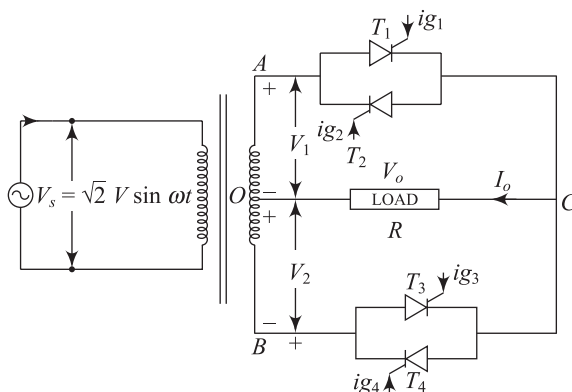 ig1
T1
A
+
ig2
T2
V1
Vs = √2 V sin ωt
O
−
+
Vo
LOAD
R
Io
C
V2
ig3
T3
−
B
+
ig4
T4